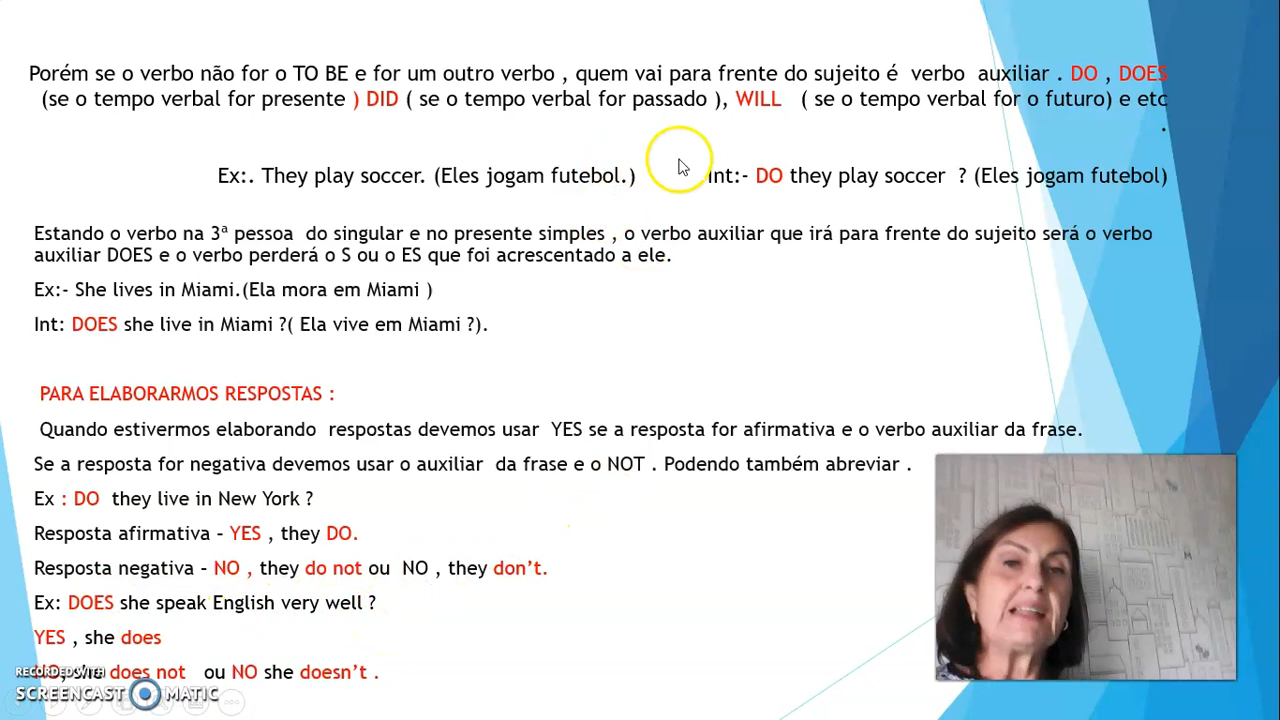 Porém se o verbo não for o TO BE e for um outro verbo , quem vai para frente do sujeito é verbo auxiliar . DO , DOES
(se o tempo verbal for presente ) DID ( se o tempo verbal for passado ), WILL ( se o tempo verbal for o futuro) e etc
.
Ex:. They play soccer. (Eles jogam futebol.) Int:- DO they play soccer ? (Eles jogam futebol)
Estando o verbo na 3ª pessoa do singular e no presente simples , o verbo auxiliar que irá para frente do sujeito será o verbo
auxiliar DOES e o verbo perderá o S ou o ES que foi acrescentado a ele.
Ex:- She lives in Miami.(Ela mora em Miami )
Int: DOES she live in Miami ?( Ela vive em Miami ?).
PARA ELABORARMOS RESPOSTAS :
Quando estivermos elaborando respostas devemos usar YES se a resposta for afirmativa e o verbo auxiliar da frase.
Se a resposta for negativa devemos usar o auxiliar da frase e o NOT . Podendo também abreviar .
Ex : DO they live in New York ?
Resposta afirmativa – YES , they DO.
Resposta negativa – NO , they do not ou NO , they don't.
Ex: DOES she speak English very well ?
YES , she does
NO, she does not ou NO she doesn't .
RECORDED WITH
SCREENCAST MATIC